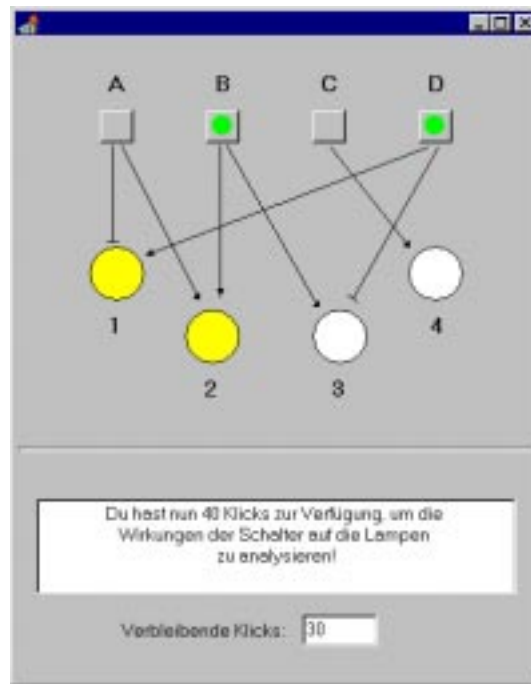 A B C D
1
4
2
3
Du hast nun 40 Klicks zur Verfügung, um die
Wirkungen der Schalter auf die Lampen
zu analysieren!
Verbleibende Klicks: 30